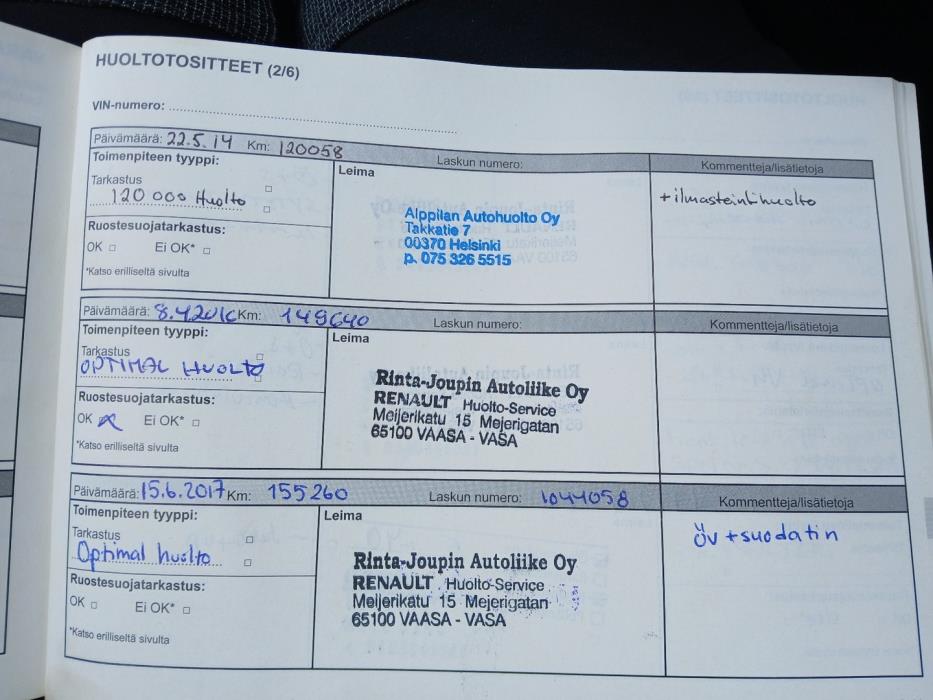 HUOLTOTOSITTEET (2/6)
VIN-numero:
Päivämäärä: 22.5.14 Km: 120058 Laskun numero: Kommentteja/lisätietoja
Toimenpiteen tyyppi: Leima
Tarkastus
120 000 Huolto
+ ilmastointihuolto
Alppilan Autohuolto Oy
Takkatie 7
00370 Helsinki
p. 075 326 5515
Ruostesuojatarkastus:
OK Ei OK*
*Katso erilliseltä sivulta
Päivämäärä: 8.4.2016 Km: 149640 Laskun numero: Kommentteja/lisätietoja
Toimenpiteen tyyppi: Leima
Tarkastus
OPTIMAL HUOLTO
Rinta-Joupin Autoliike Oy
RENAULT Huolto-Service
Meijerikatu 15 Mejerigatan
65100 VAASA - VASA
Ruostesuojatarkastus:
OK x Ei OK*
*Katso erilliseltä sivulta
Päivämäärä: 15.6.2017 Km: 155260 Laskun numero: 1044058 Kommentteja/lisätietoja
Toimenpiteen tyyppi: Leima
Tarkastus
Optimal huolto
öv + suodatin
Rinta-Joupin Autoliike Oy
RENAULT Huolto-Service
Meijerikatu 15 Mejerigatan
65100 VAASA - VASA
Ruostesuojatarkastus:
OK Ei OK*
*Katso erilliseltä sivulta